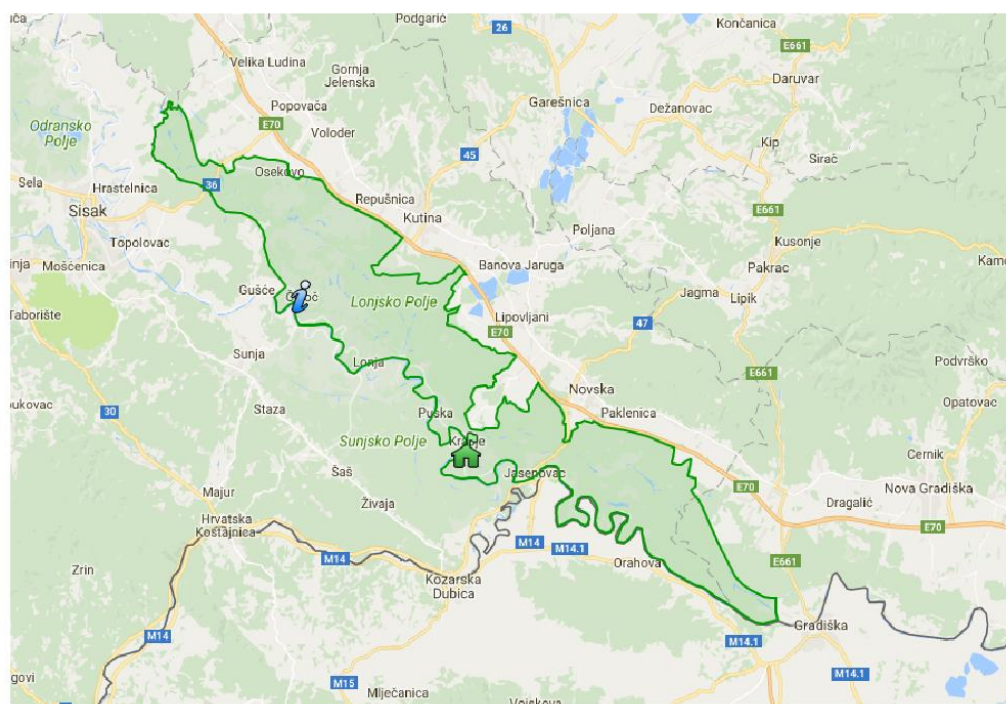 Podgarić
26
Končanica
E661
Velika Ludina
Gornja
Jelenska
Daruvar
Popovača
Garešnica
Dežanovac
Odransko
Polje
E70
Voloder
Kip
45
Sirač
Sela
Hrastelnica
36
Osekovo
Repušnica
Sisak
Kutina
E661
Topolovac
Poljana
Kusonje
Mošćenica
Banova Jaruga
Pakrac
Gušće
Lonjsko Polje
Jagma
Lipik
Taborište
Lipovljani
47
E70
Sunja
Lonja
Podvrško
E661
Novska
30
Staza
Puska
Paklenica
Opatovac
Sunjsko Polje
Cernik
Šaš
Jasenovac
E70
Nova Gradiška
Majur
Živaja
Dragalić
Hrvatska
Kostajnica
E70
M14
M14
M14.1
Zrin
Orahova
E661
Kozarska
Dubica
M14
Gradiška
M14.1
M15
M14.1
Mlječanica
Vojskova